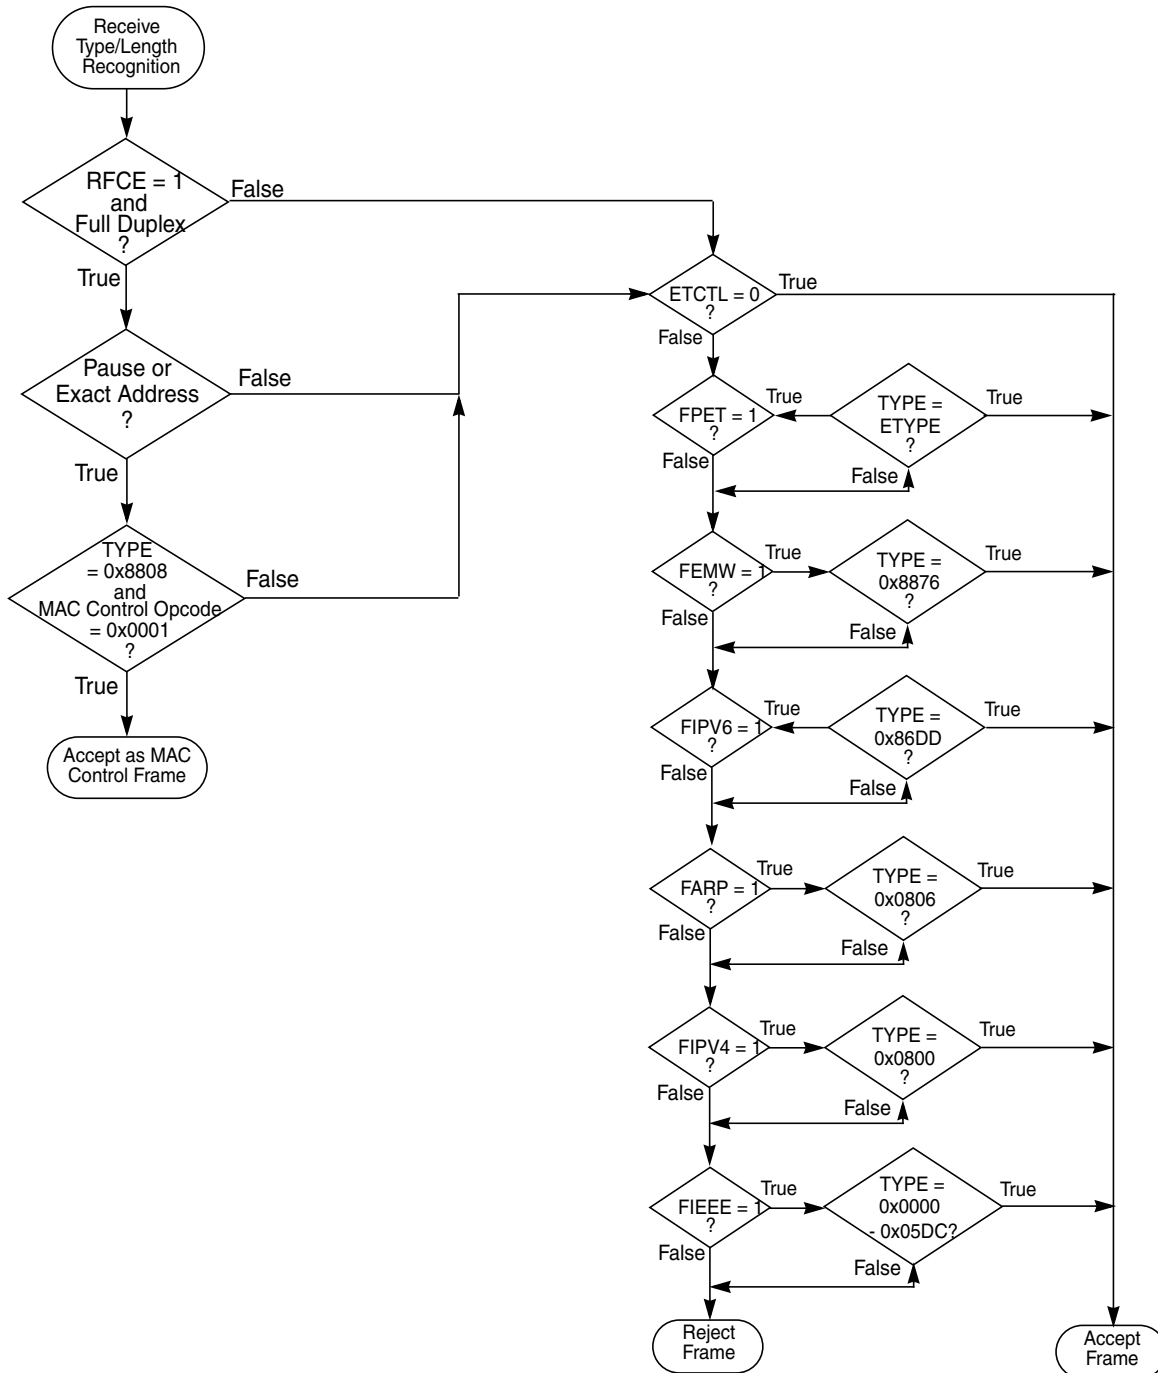 Receive
Type/Length
Recognition
RFCE = 1
and
Full Duplex
?
False
True
Pause or
Exact Address
?
False
True
TYPE
= 0x8808
and
MAC Control Opcode
= 0x0001
?
False
True
Accept as MAC
Control Frame
ETCTL = 0
?
True
False
FPET = 1
?
True
False
TYPE =
ETYPE
?
True
False
FEMW = 1
?
True
False
TYPE =
0x8876
?
True
False
FIPV6 = 1
?
True
False
TYPE =
0x86DD
?
True
False
FARP = 1
?
True
False
TYPE =
0x0806
?
True
False
FIPV4 = 1
?
True
False
TYPE =
0x0800
?
True
False
FIEEE = 1
?
True
False
TYPE =
0x0000
- 0x05DC?
True
False
Reject
Frame
Accept
Frame